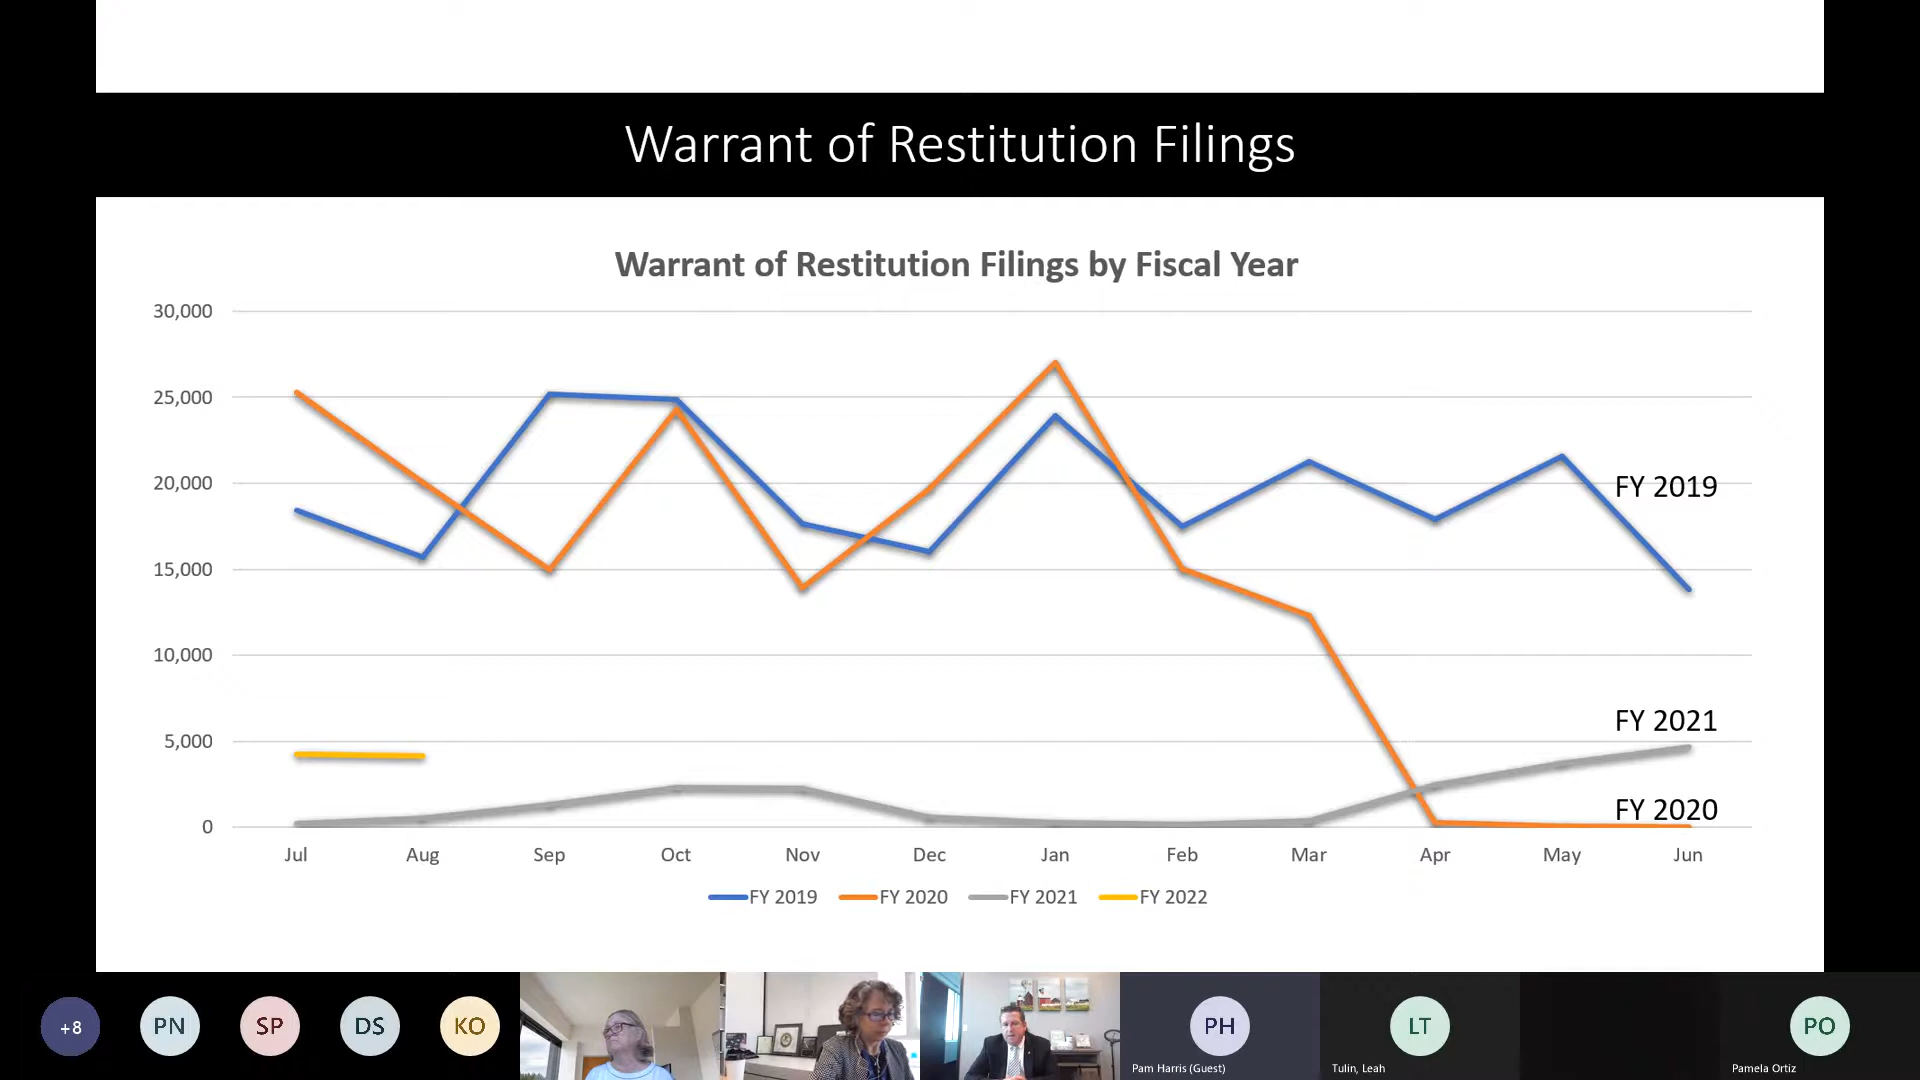 Warrant of Restitution Filings
Warrant of Restitution Filings by Fiscal Year
30,000
25,000
20,000
15,000
10,000
5,000
0
FY 2019
FY 2021
FY 2020
Jul Aug Sep Oct Nov Dec Jan Feb Mar Apr May Jun
FY 2019 FY 2020 FY 2021 FY 2022
+8 PN SP DS KO PH LT PO
Pam Harris (Guest) Tulin, Leah Pamela Ortiz